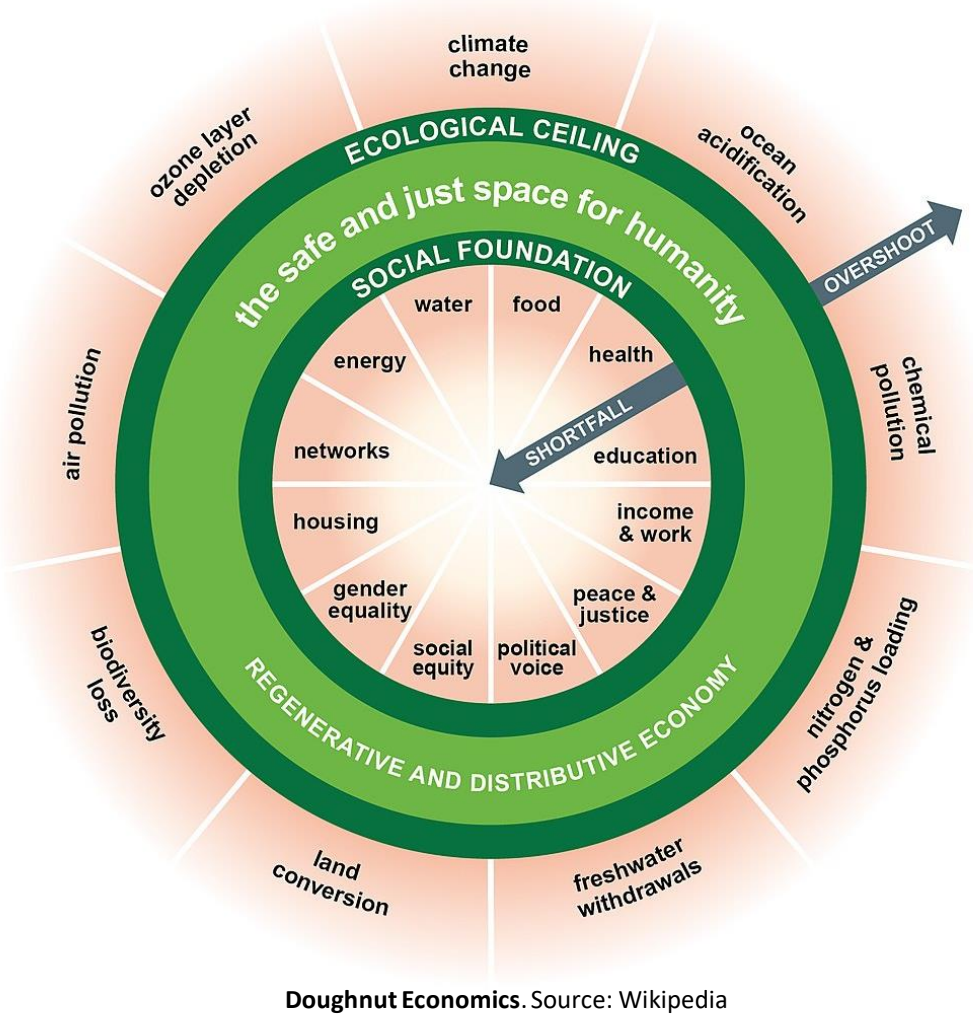 climate
change
ozone layer
depletion
ocean
acidification
ECOLOGICAL CEILING
OVERSHOOT
the safe and just space for humanity
SOCIAL FOUNDATION
water
food
energy
health
SHORTFALL
air pollution
chemical
pollution
networks
education
housing
income
& work
gender
equality
peace &
justice
social
equity
political
voice
biodiversity
loss
nitrogen &
phosphorus loading
REGENERATIVE AND DISTRIBUTIVE ECONOMY
land
conversion
freshwater
withdrawals
Doughnut Economics. Source: Wikipedia